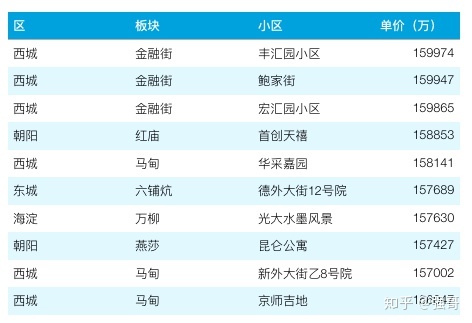 区 板块 小区 单价（万）
西城 金融街 丰汇园小区 159974
西城 金融街 鲍家街 159947
西城 金融街 宏汇园小区 159865
朝阳 红庙 首创天禧 158853
西城 马甸 华采嘉园 158141
东城 六铺炕 德外大街12号院 157689
海淀 万柳 光大水墨风景 157630
朝阳 燕莎 昆仑公寓 157427
西城 马甸 新外大街乙8号院 157002
西城 马甸 京师吉地
知乎 @强哥